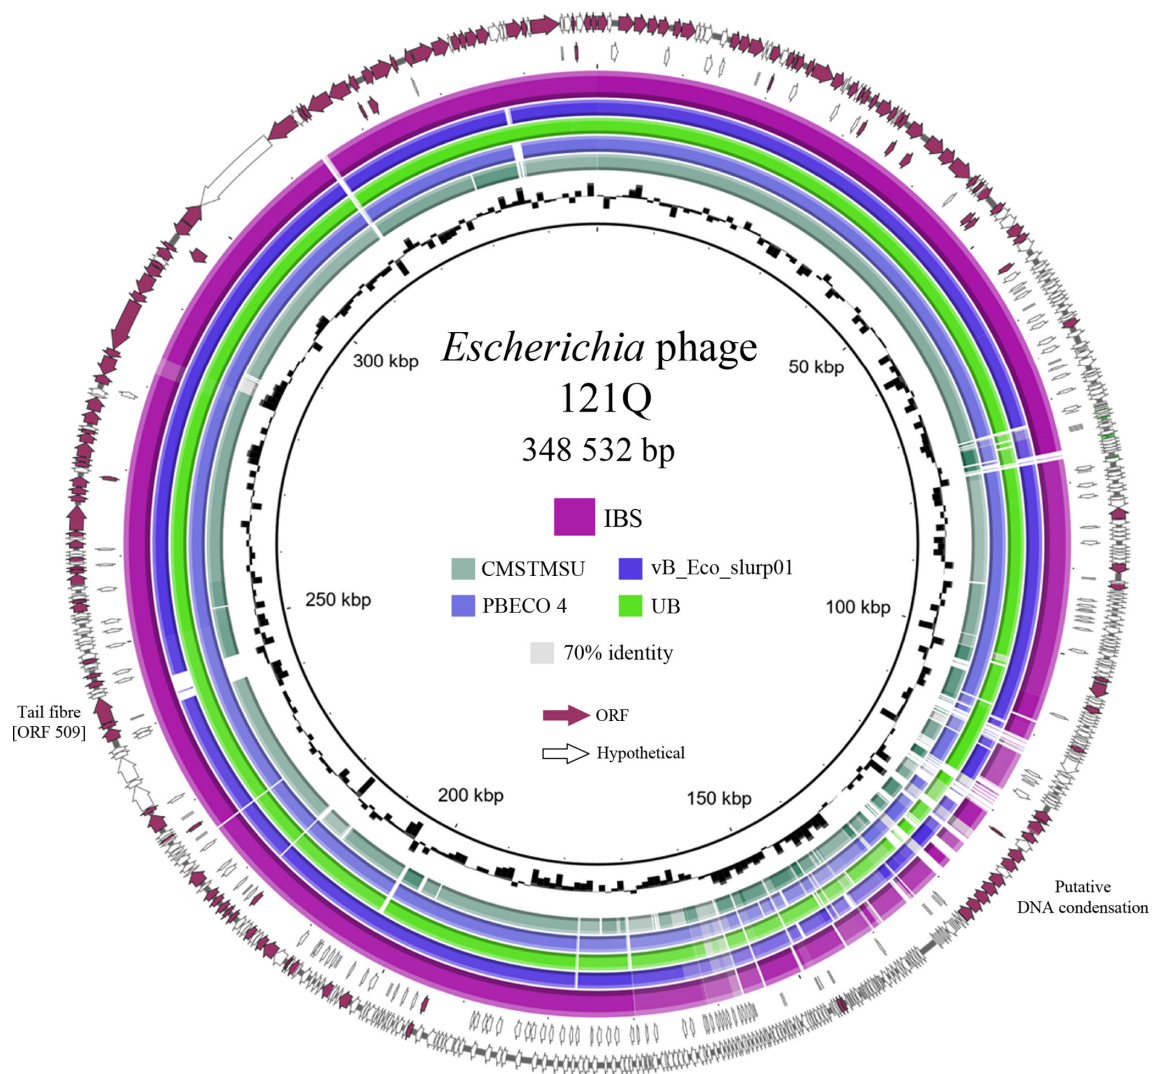 Escherichia phage
121Q
348 532 bp
IBS
CMSTMSU
vB_Eco_slurp01
PBECO 4
UB
70% identity
ORF
Hypothetical
50 kbp
100 kbp
150 kbp
200 kbp
250 kbp
300 kbp
Tail fibre
[ORF 509]
Putative
DNA condensation